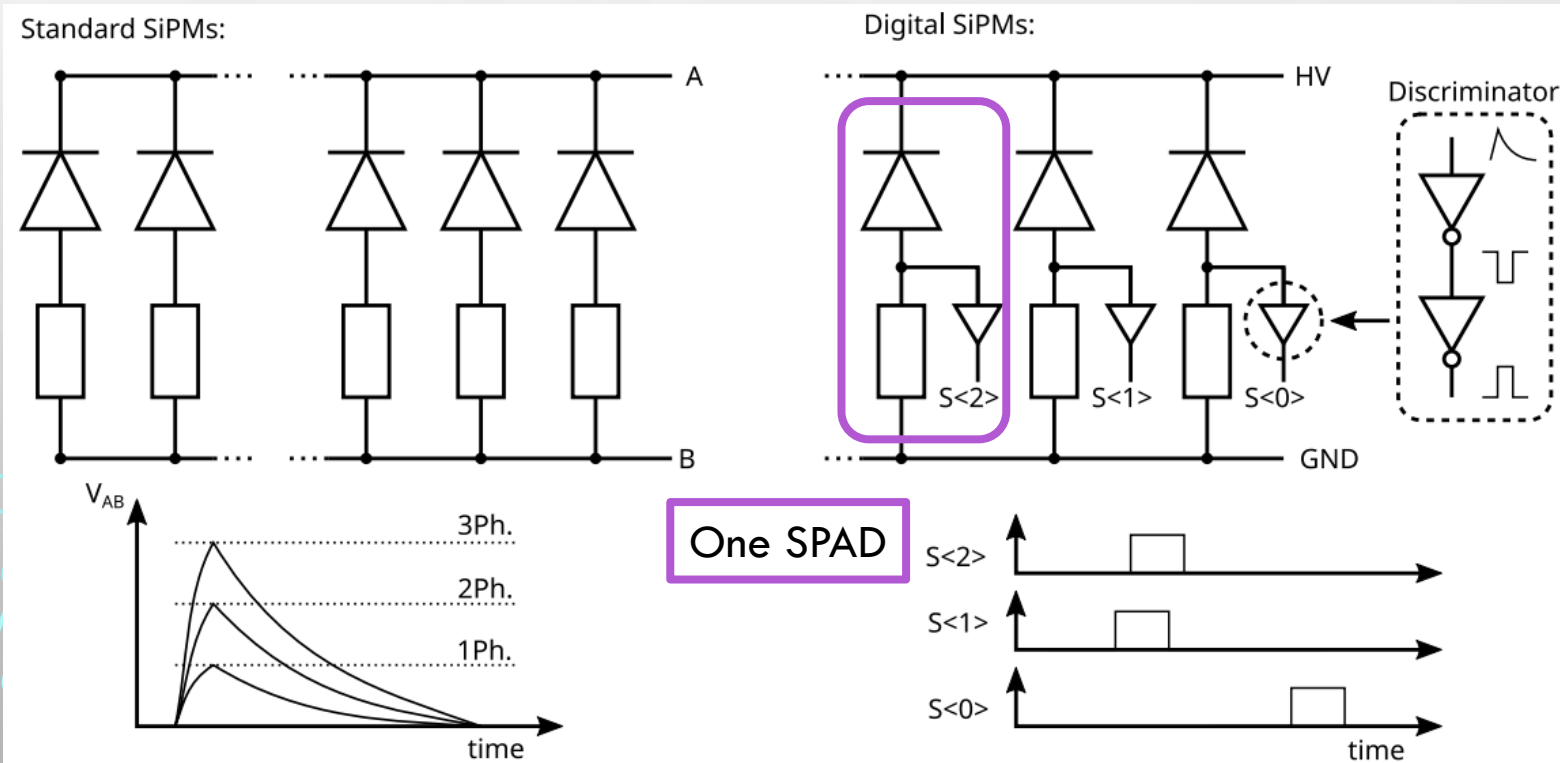 Standard SiPMs:
A
B
V_AB
3Ph.
2Ph.
1Ph.
time
One SPAD
Digital SiPMs:
HV
Discriminator
S<2>
S<1>
S<0>
GND
S<2>
S<1>
S<0>
time